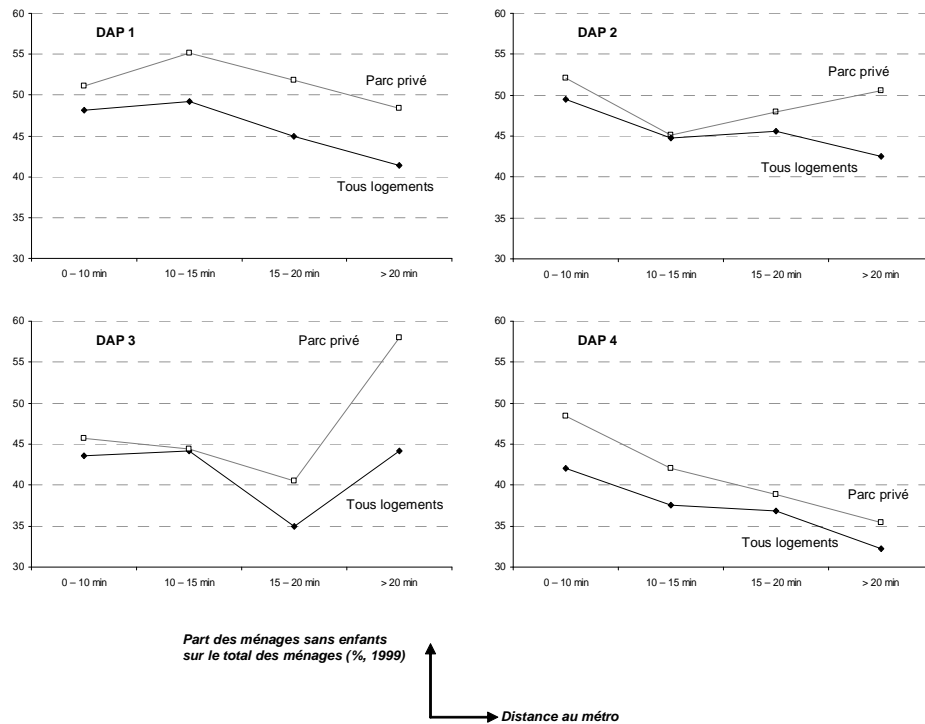 DAP 1
60
55
50
45
40
35
30
Parc privé
Tous logements
0 – 10 min 10 – 15 min 15 – 20 min > 20 min
DAP 2
60
55
50
45
40
35
30
Parc privé
Tous logements
0 – 10 min 10 – 15 min 15 – 20 min > 20 min
DAP 3
60
55
50
45
40
35
30
Parc privé
Tous logements
0 – 10 min 10 – 15 min 15 – 20 min > 20 min
DAP 4
60
55
50
45
40
35
30
Parc privé
Tous logements
0 – 10 min 10 – 15 min 15 – 20 min > 20 min
Part des ménages sans enfants
sur le total des ménages (%, 1999)
Distance au métro